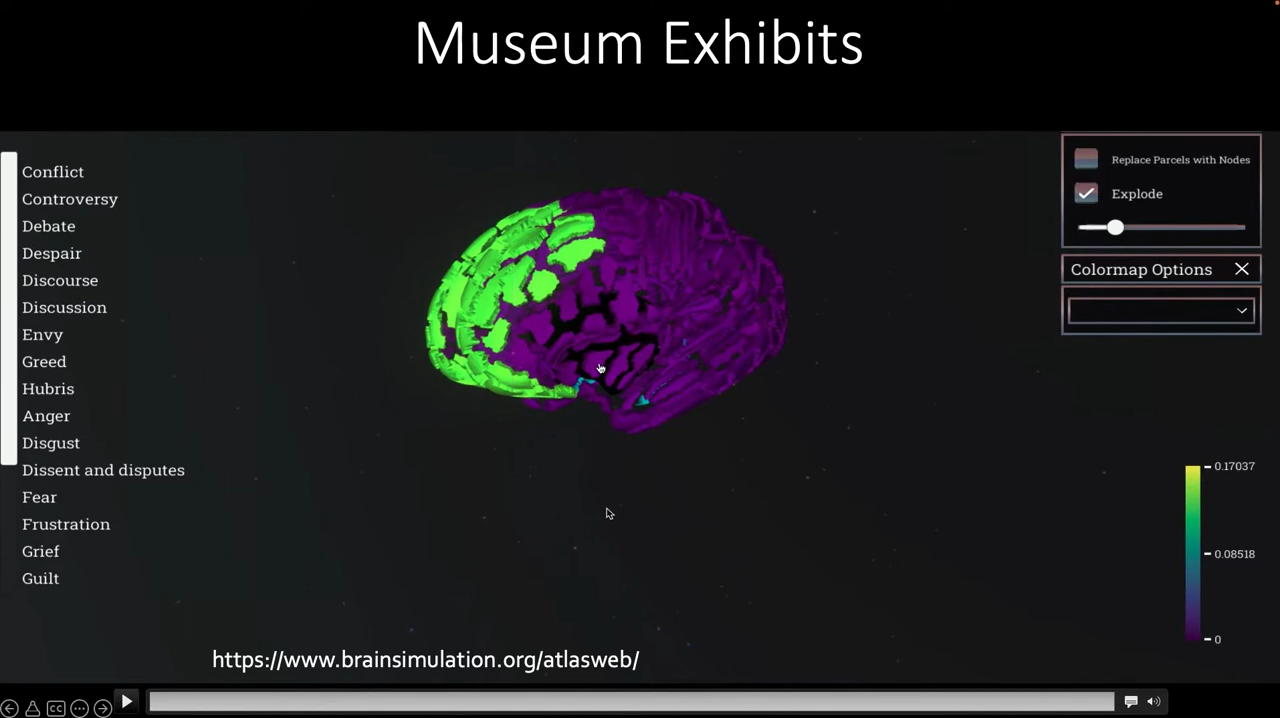 Museum Exhibits
Conflict
Controversy
Debate
Despair
Discourse
Discussion
Envy
Greed
Hubris
Anger
Disgust
Dissent and disputes
Fear
Frustration
Grief
Guilt
Replace Parcels with Nodes
Explode
Colormap Options
0.17037
0.08518
0
https://www.brainsimulation.org/atlasweb/
CC